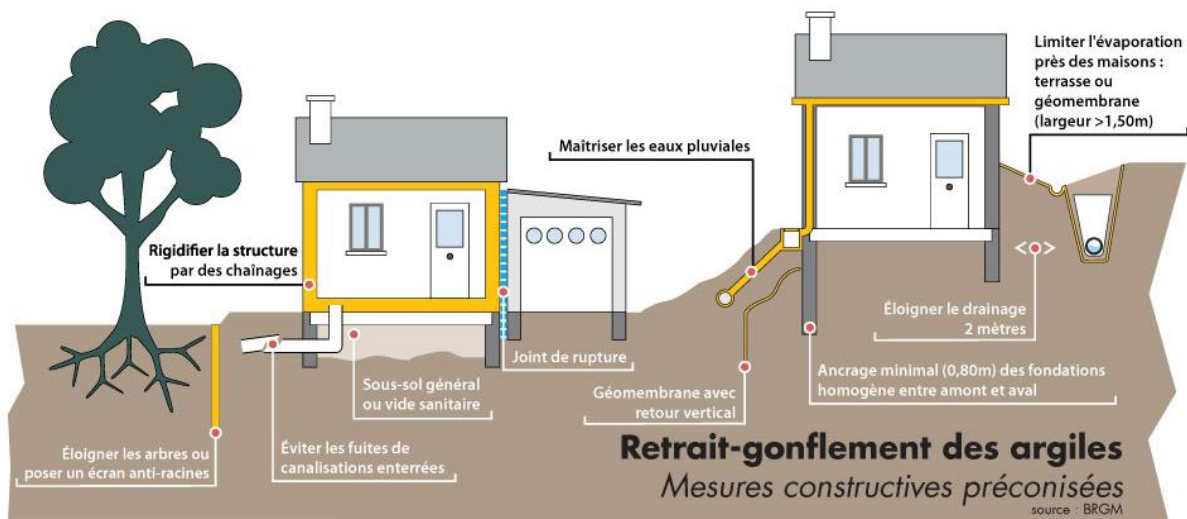 Limiter l'évaporation
près des maisons :
terrasse ou
géomembrane
(largeur >1,50m)
Maîtriser les eaux pluviales
Rigidifier la structure
par des chaînages
Éloigner le drainage
2 mètres
Joint de rupture
Sous-sol général
ou vide sanitaire
Géomembrane avec
retour vertical
Ancrage minimal (0,80m) des fondations
homogène entre amont et aval
Éloigner les arbres ou
poser un écran anti-racines
Éviter les fuites de
canalisations enterrées
Retrait-gonflement des argiles
Mesures constructives préconisées
source : BRGM